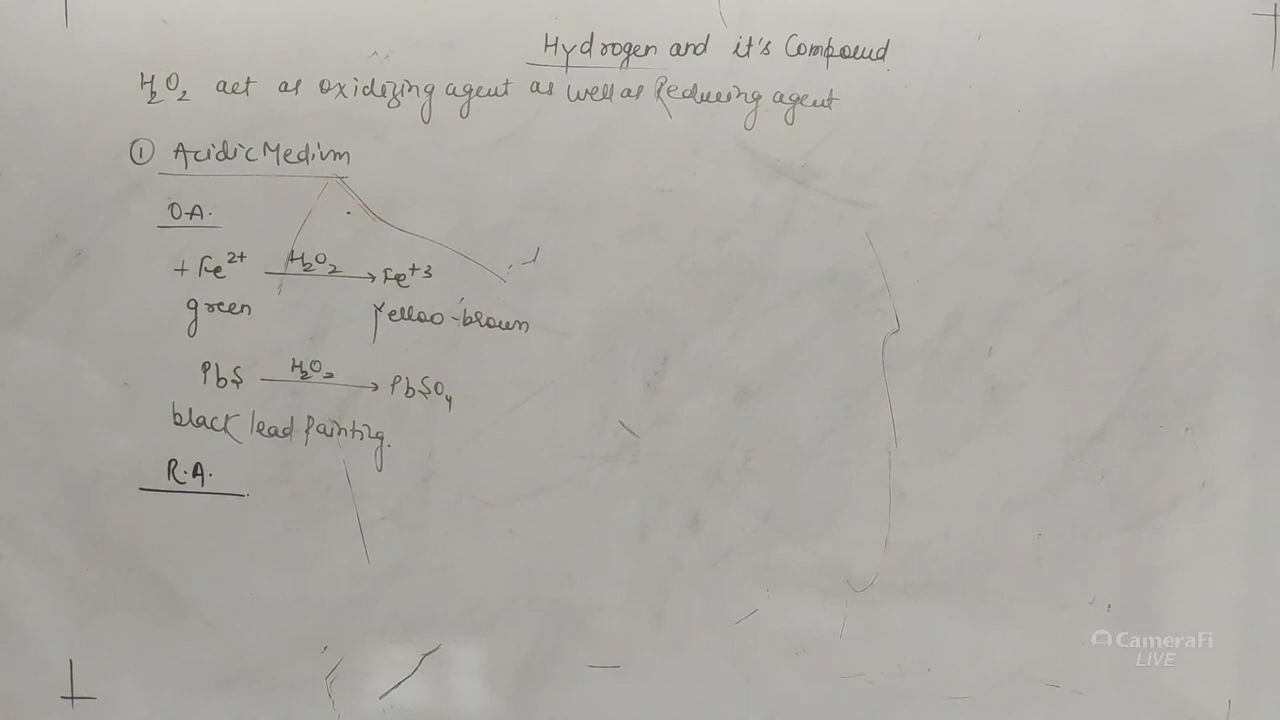 Hydrogen and it's Compound.
H₂O₂ act as oxidizing agent as well as Reducing agent
① Acidic Medium
O.A.
+ Fe²⁺ H₂O₂ → Fe⁺³
green yellow-brown
PbS H₂O₂ → PbSO₄
black lead Painting.
R.A.
CameraFi
LiVE